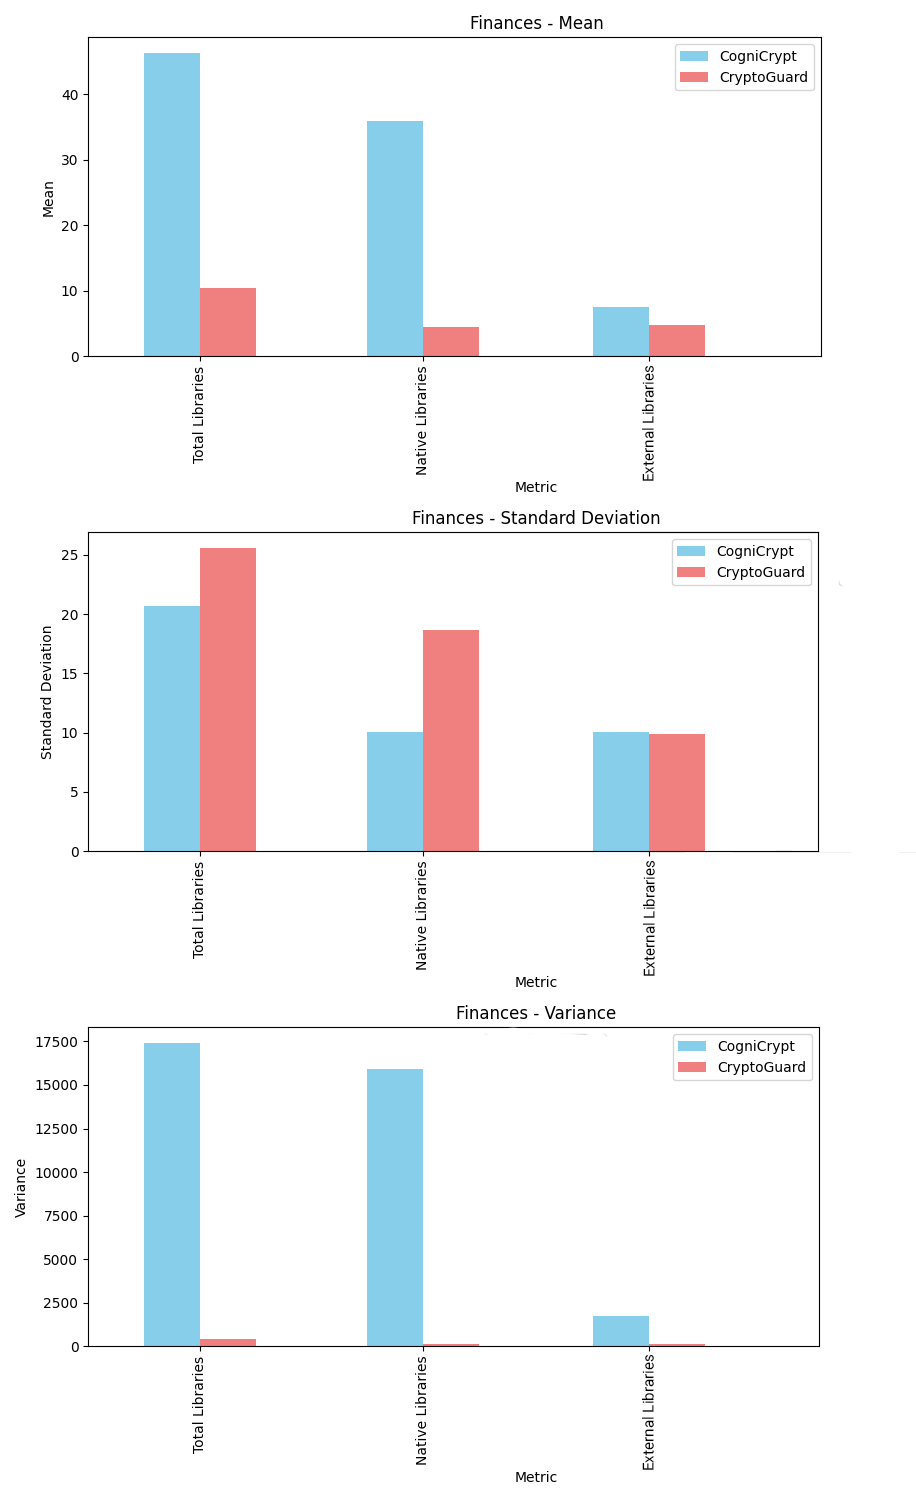 Finances - Mean
CogniCrypt
CryptoGuard
40
30
20
10
0
Mean
Total Libraries
Native Libraries
External Libraries
Metric
Finances - Standard Deviation
CogniCrypt
CryptoGuard
25
20
15
10
5
0
Standard Deviation
Total Libraries
Native Libraries
External Libraries
Metric
Finances - Variance
CogniCrypt
CryptoGuard
17500
15000
12500
10000
7500
5000
2500
0
Variance
Total Libraries
Native Libraries
External Libraries
Metric